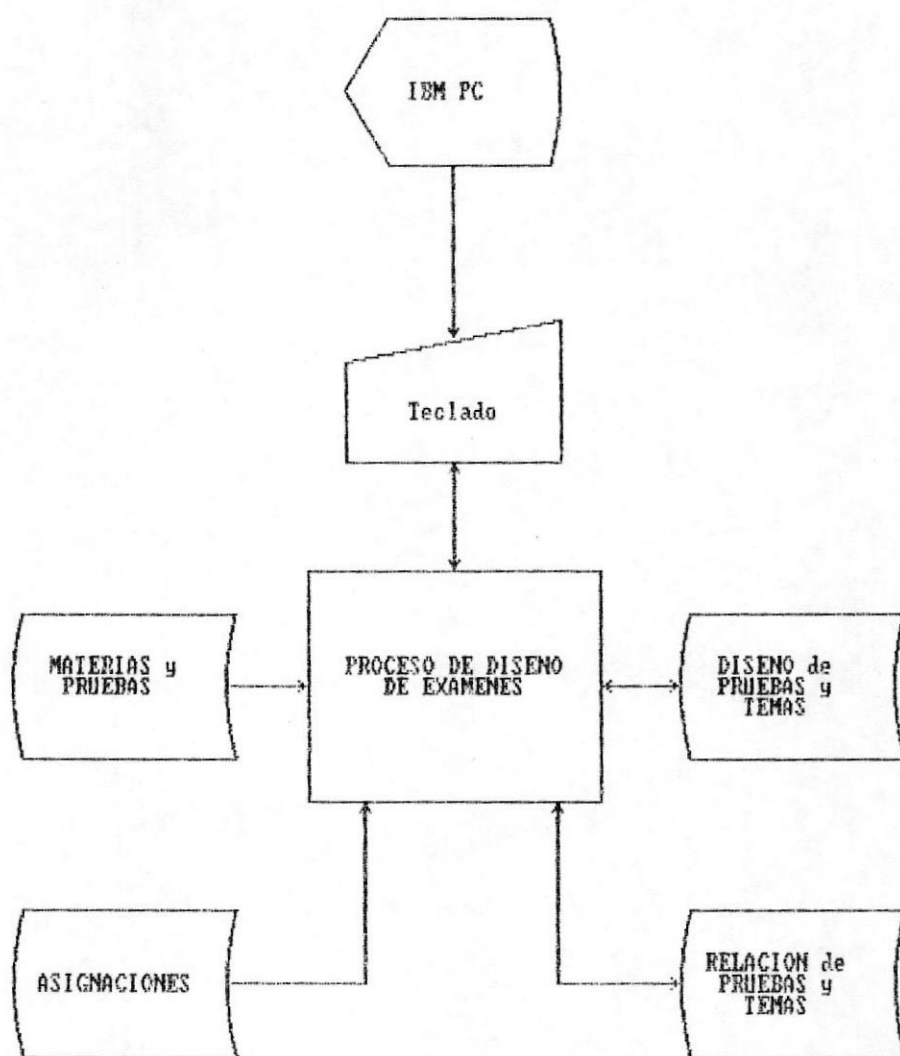 IBM PC
Teclado
MATERIAS y
PRUEBAS
PROCESO DE DISENO
DE EXAMENES
DISENO de
PRUEBAS y
TEMAS
ASIGNACIONES
RELACION de
PRUEBAS y
TEMAS